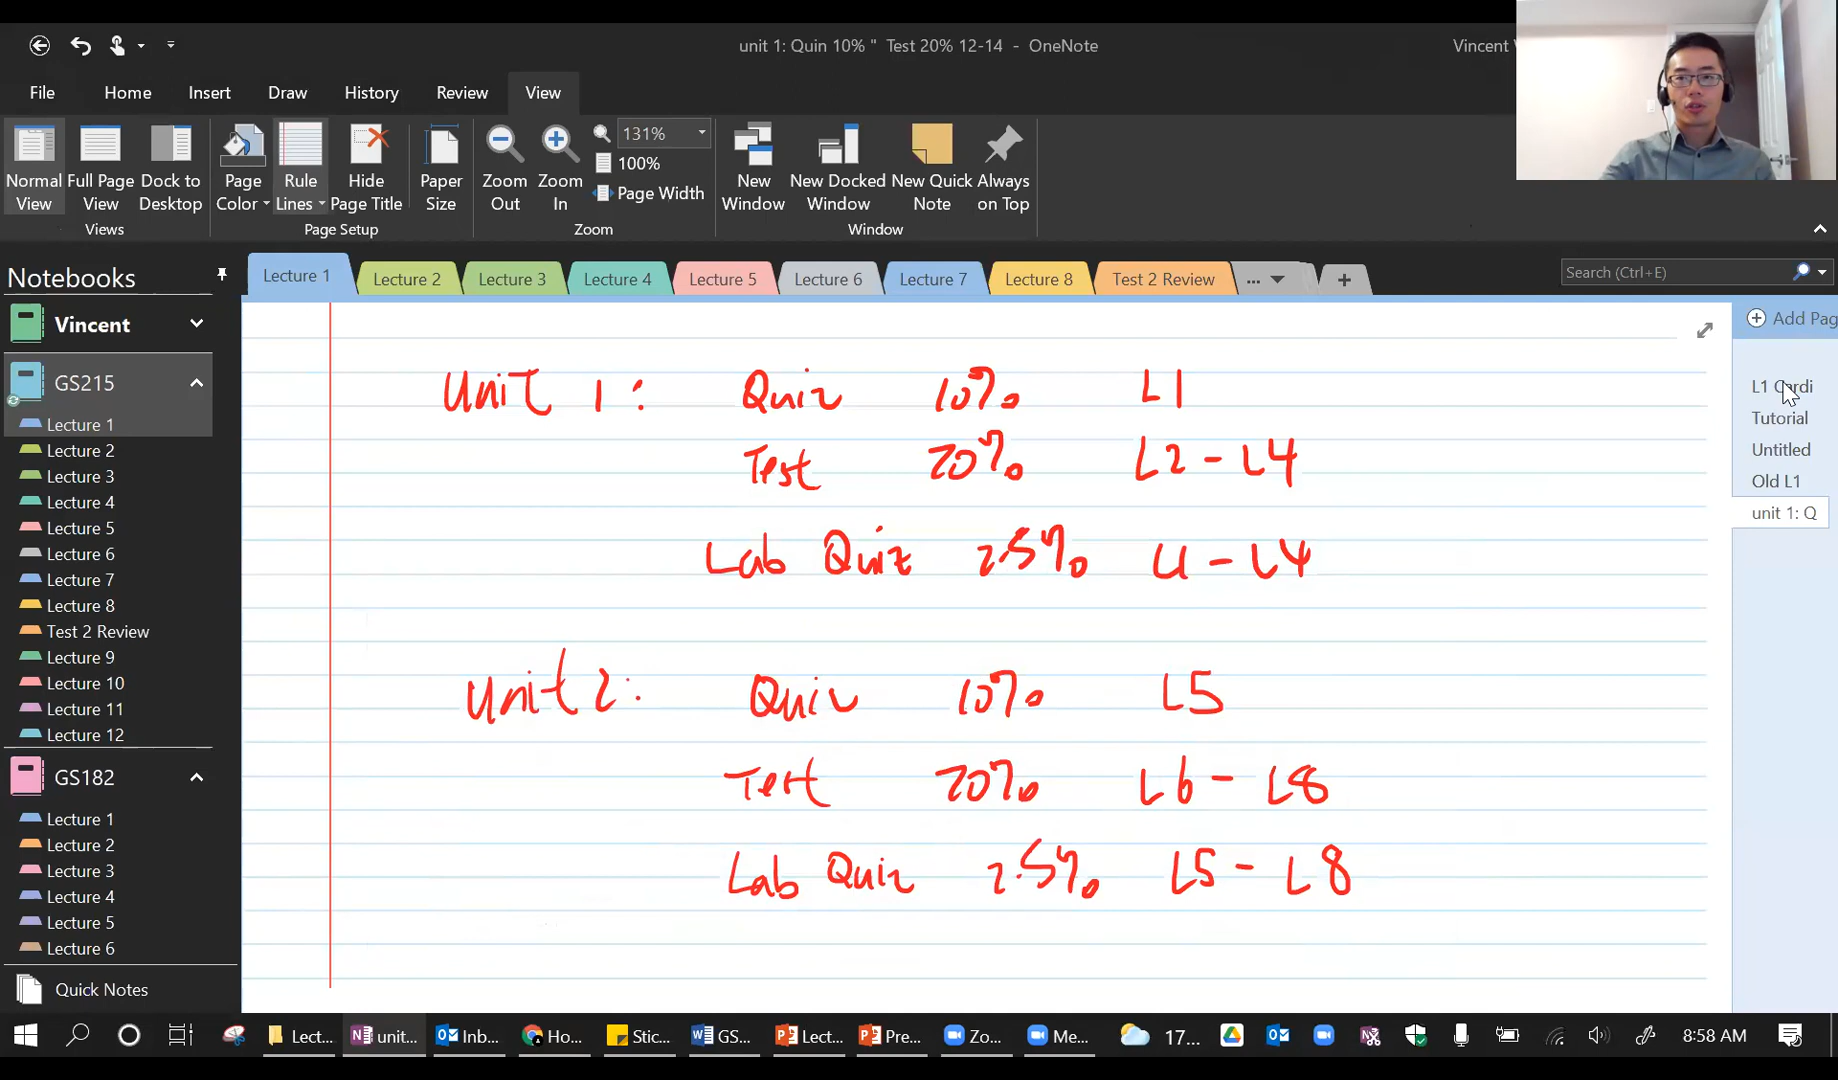 unit 1: Quin 10% " Test 20% 12-14 - OneNote
Vincent
File Home Insert Draw History Review View
Normal View
Full Page View
Dock to Desktop
Views
Page Color
Rule Lines
Hide Page Title
Paper Size
Page Setup
Zoom Out
Zoom In
131%
100%
Page Width
Zoom
New Window
New Docked Window
New Quick Note
Always on Top
Window
Notebooks
Lecture 1 Lecture 2 Lecture 3 Lecture 4 Lecture 5 Lecture 6 Lecture 7 Lecture 8 Test 2 Review ...
Search (Ctrl+E)
Vincent
GS215
Lecture 1
Lecture 2
Lecture 3
Lecture 4
Lecture 5
Lecture 6
Lecture 7
Lecture 8
Test 2 Review
Lecture 9
Lecture 10
Lecture 11
Lecture 12
GS182
Lecture 1
Lecture 2
Lecture 3
Lecture 4
Lecture 5
Lecture 6
Quick Notes
Unit 1: Quiz 10% L1
Test 20% L2 - L4
Lab Quiz 2.5% L1 - L4
Unit 2: Quiz 10% L5
Test 20% L6 - L8
Lab Quiz 2.5% L5 - L8
Add Pag
L1 Cardi
Tutorial
Untitled
Old L1
unit 1: Q
Lect... unit... Inb... Ho... Stic... GS... Lect... Pre... Zo... Me... 17... 8:58 AM